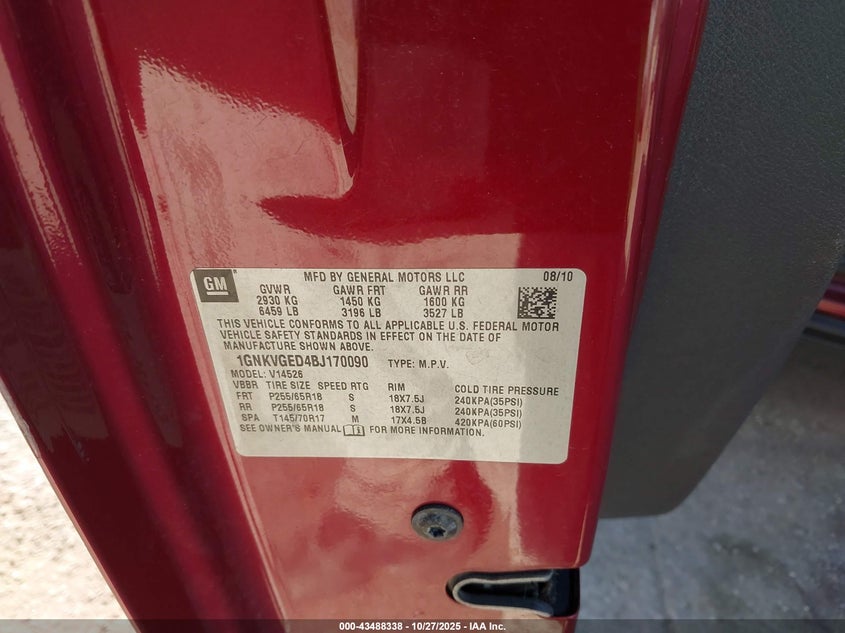 GM
MFD BY GENERAL MOTORS LLC 08/10
GVWR GAWR FRT GAWR RR
2930 KG 1450 KG 1600 KG
6459 LB 3196 LB 3527 LB
THIS VEHICLE CONFORMS TO ALL APPLICABLE U.S. FEDERAL MOTOR
VEHICLE SAFETY STANDARDS IN EFFECT ON THE DATE OF
MANUFACTURE SHOWN ABOVE.
1GNKVGED4BJ170090 TYPE: M.P.V.
MODEL: V14526
VBBR TIRE SIZE SPEED RTG RIM COLD TIRE PRESSURE
FRT P255/65R18 S 18X7.5J 240KPA(35PSI)
RR P255/65R18 S 18X7.5J 240KPA(35PSI)
SPA T145/70R17 M 17X4.5B 420KPA(60PSI)
SEE OWNER'S MANUAL FOR MORE INFORMATION.
000-43488338 - 10/27/2025 - IAA Inc.